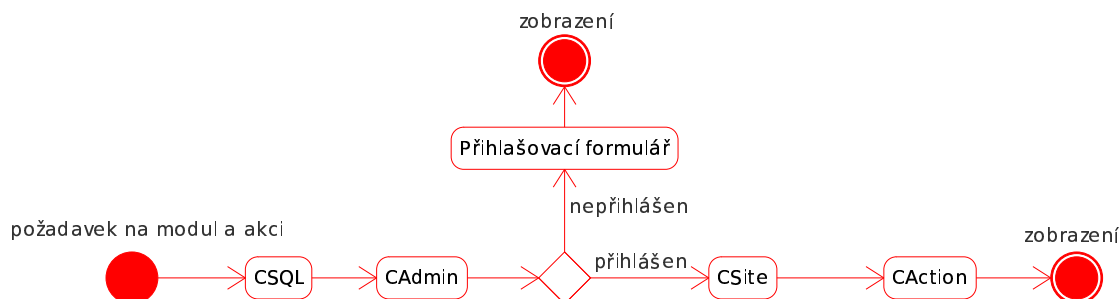 zobrazení
Přihlašovací formulář
nepřihlášen
požadavek na modul a akci
zobrazení
přihlášen
CSQL
CAdmin
CSite
CAction